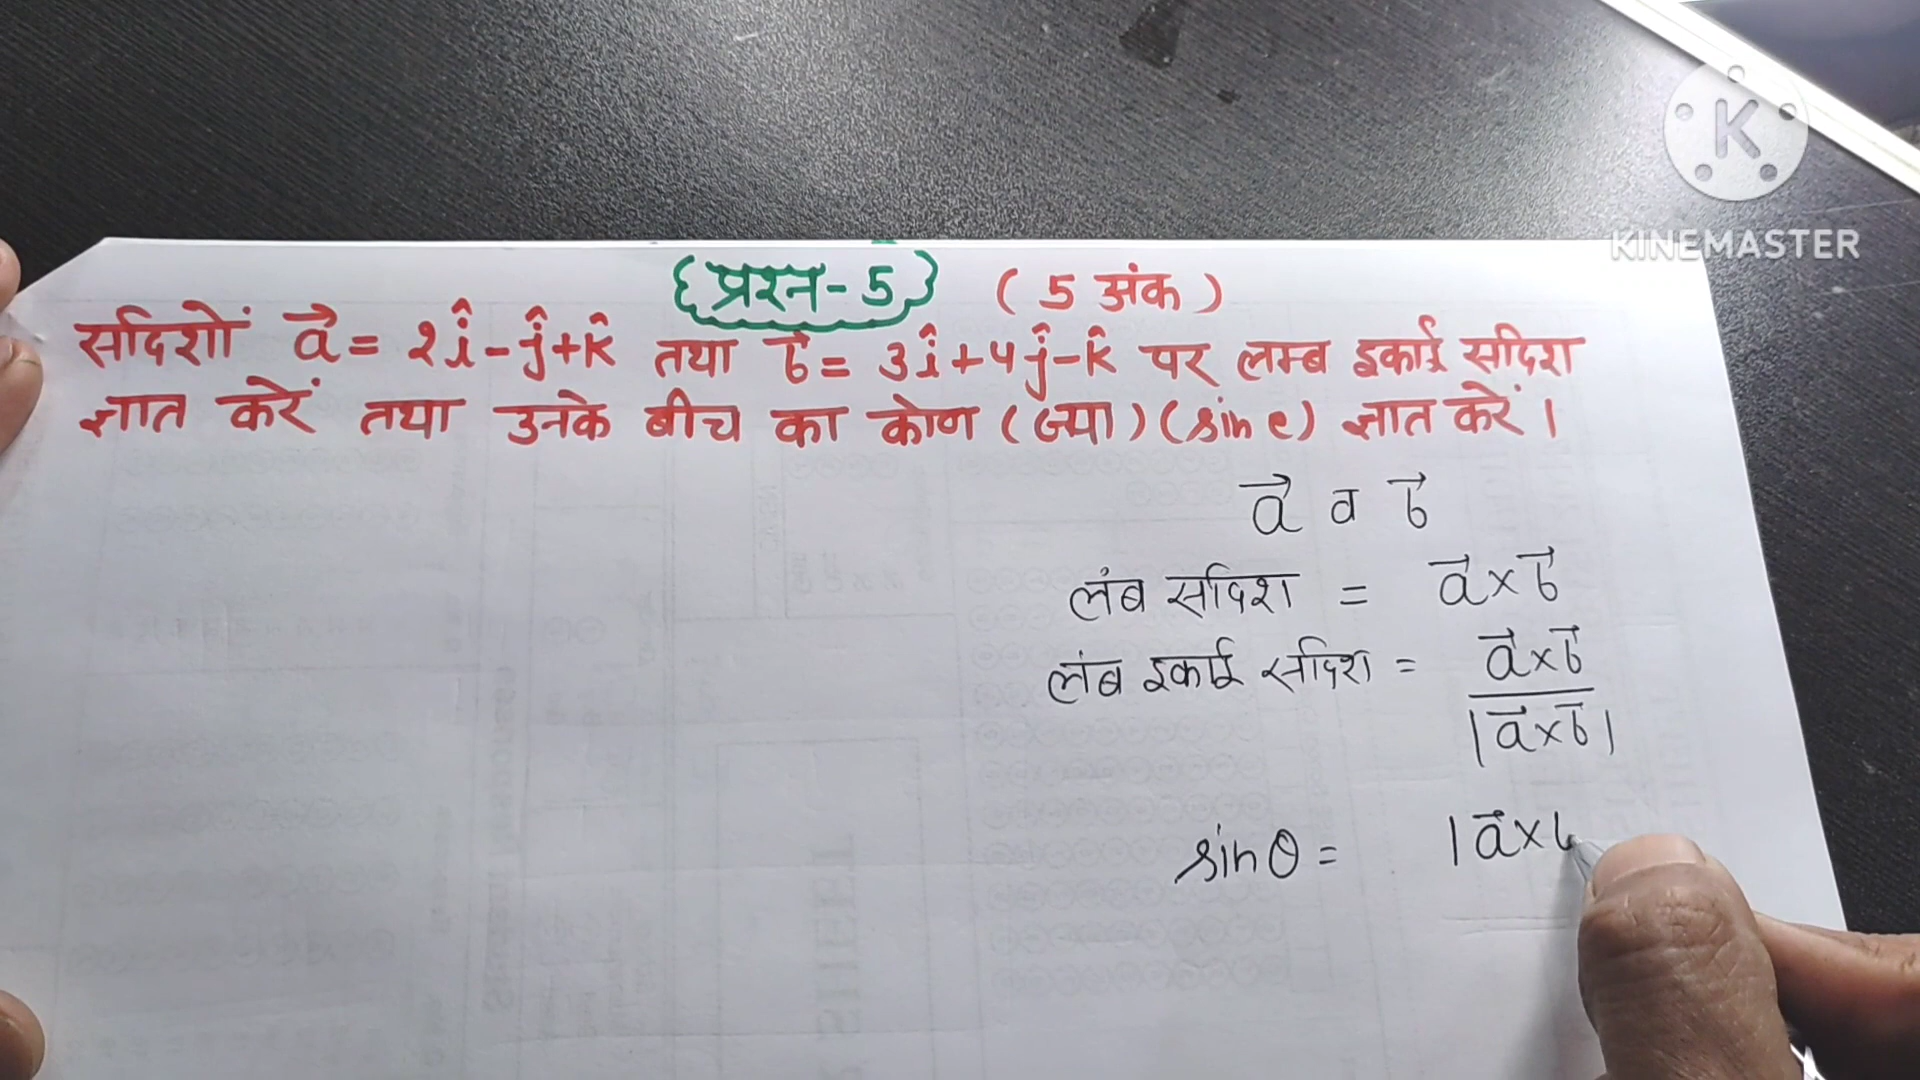 K
KINEMASTER
{प्रश्न-5} (5 अंक)
सदिशों a⃗ = 2î-ĵ+k̂ तथा b⃗ = 3î+4ĵ-k̂ पर लम्ब इकाई सदिश
ज्ञात करें तथा उनके बीच का कोण (ज्या) (sin e) ज्ञात करें।
a⃗ व b⃗
लंब सदिश = a⃗×b⃗
लंब इकाई सदिश = a⃗×b⃗
|a⃗×b⃗|
sinθ = |a⃗×b